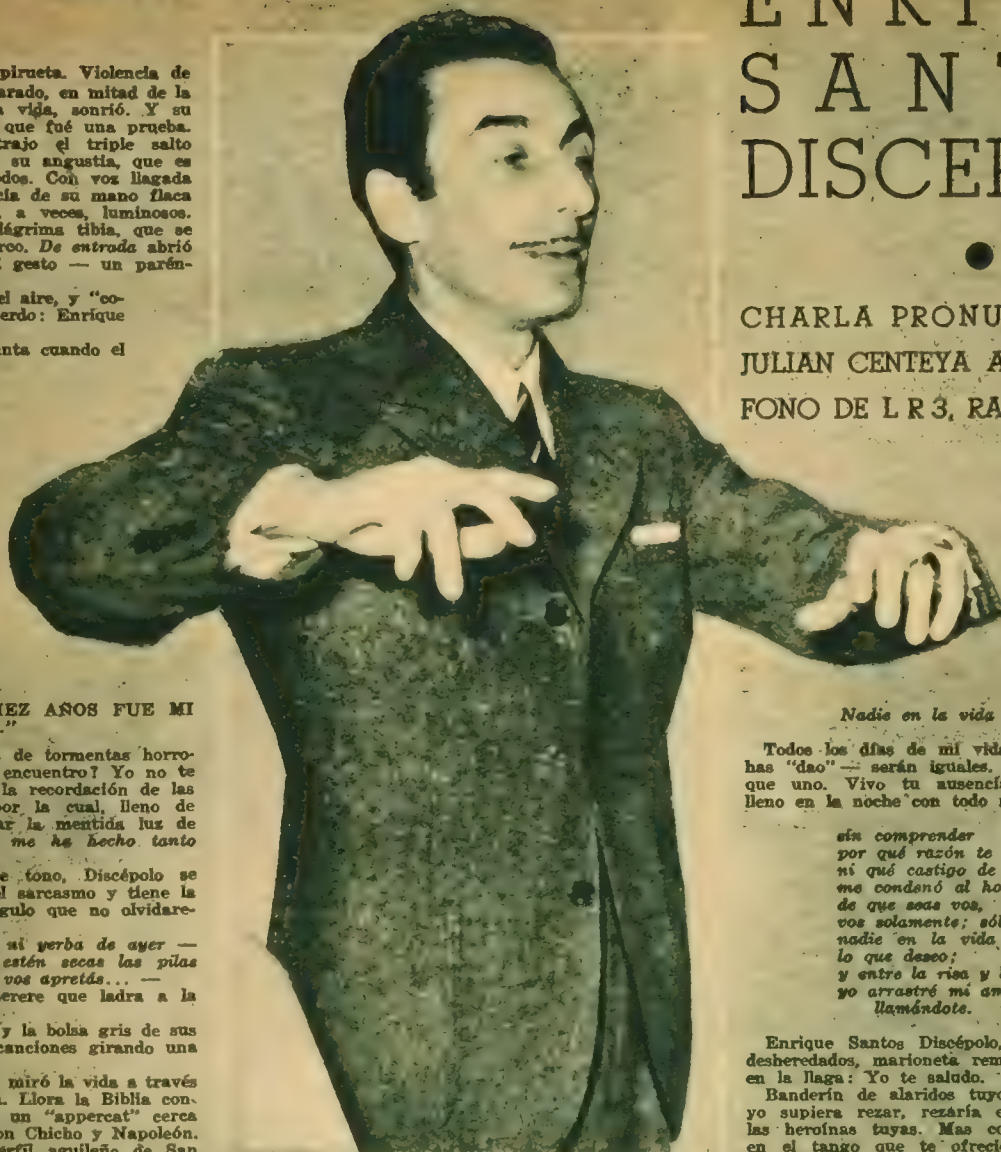 pirueta. Violencia de
arado, en mitad de la
vida, sonrió. Y su
que fué una prueba.
trajo el triple salto
su angustia, que es
dos. Con voz llagada
cia de su mano flaca
a veces, luminosos.
lágrima tibia, que se
rco. De entrada abrió
gesto — un parén-
el aire, y "co-
erdo: Enrique
nta cuando el
IEZ AÑOS FUE MI
."
de tormentas horro-
encuentro? Yo no te
la recordación de las
por la cual, lleno de
ar la mentida luz de
me ha hecho tanto
e tono, Discépolo se
l sarcasmo y tiene la
gulo que no olvidare-
ni yerba de ayer —
estén secas las pilas
vos apretás... —
erere que ladra a la
y la bolsa gris de sus
canciones girando una
miró la vida a través
. Llora la Biblia con-
un "appercat" cerca
on Chicho y Napoleón.
erfil aguileño de San
ENRI
SAN
DISCE
CHARLA PRONU
JULIAN CENTEYA A
FONO DE L R 3, RA
Nadie en la vida
Todos los días de mi vida
has "dao" — serán iguales.
que uno. Vivo tu ausencia
lleno en la noche con todo
sin comprender
por qué razón te
ni qué castigo de
me condenó al ho
de que seas vos,
vos solamente; sól
nadie en la vida
lo que deseo;
y entre la risa y
yo arrastré mi am
llamándote.
Enrique Santos Discépolo,
desheredados, marioneta rem
en la llaga: Yo te saludo.
Banderín de alaridos tuyo
yo supiera rezar, rezaría e
las heroínas tuyas. Mas co
en el tango que te ofreció